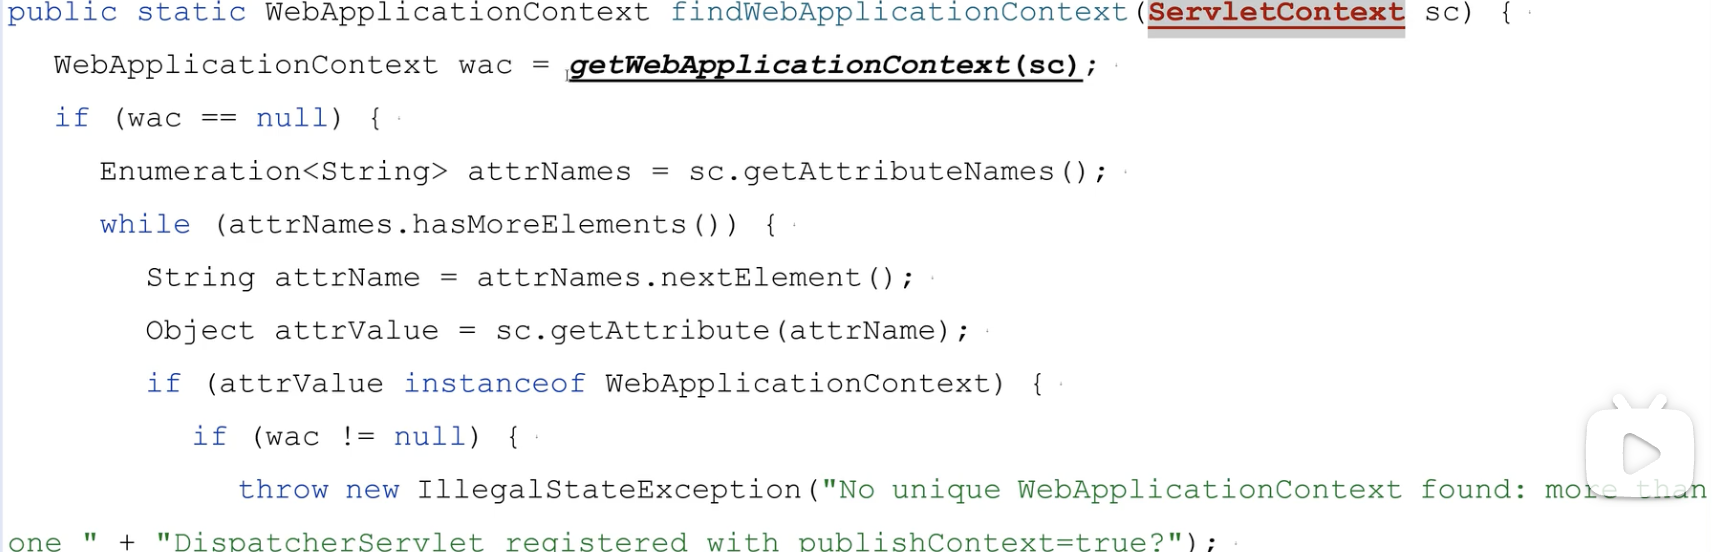 public static WebApplicationContext findWebApplicationContext(ServletContext sc) {
WebApplicationContext wac = getWebApplicationContext(sc);
if (wac == null) {
Enumeration<String> attrNames = sc.getAttributeNames();
while (attrNames.hasMoreElements()) {
String attrName = attrNames.nextElement();
Object attrValue = sc.getAttribute(attrName);
if (attrValue instanceof WebApplicationContext) {
if (wac != null) {
throw new IllegalStateException("No unique WebApplicationContext found: more than
one " + "DispatcherServlet registered with publishContext=true?");